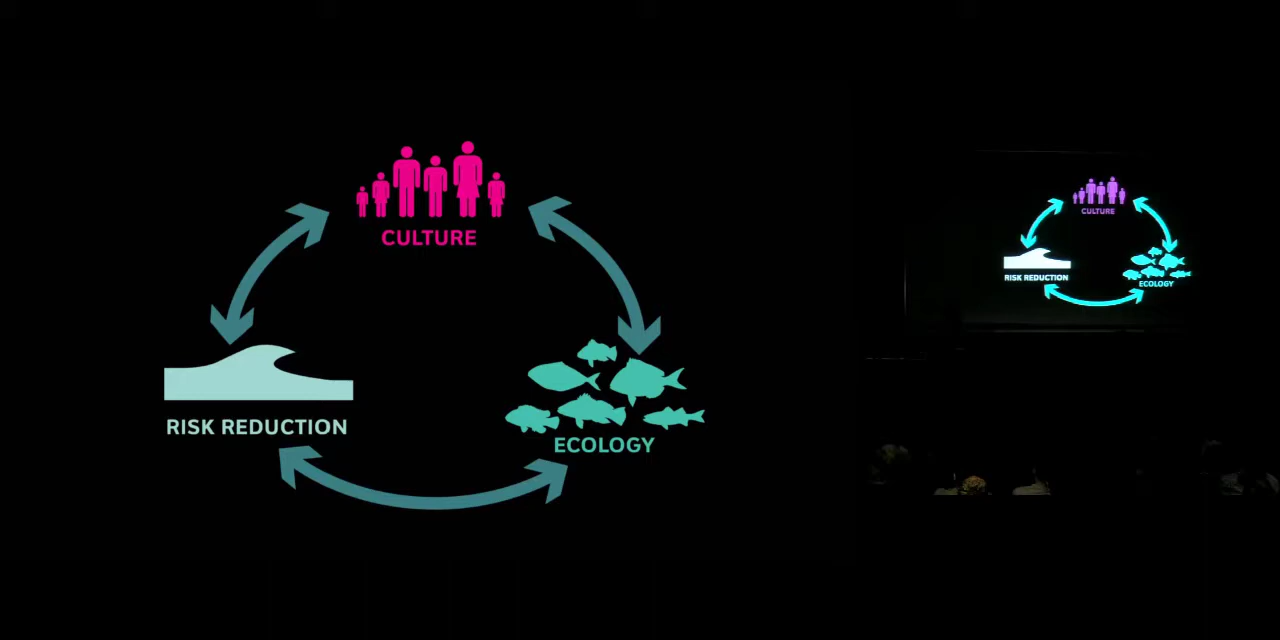 CULTURE
RISK REDUCTION
ECOLOGY
CULTURE
RISK REDUCTION
ECOLOGY